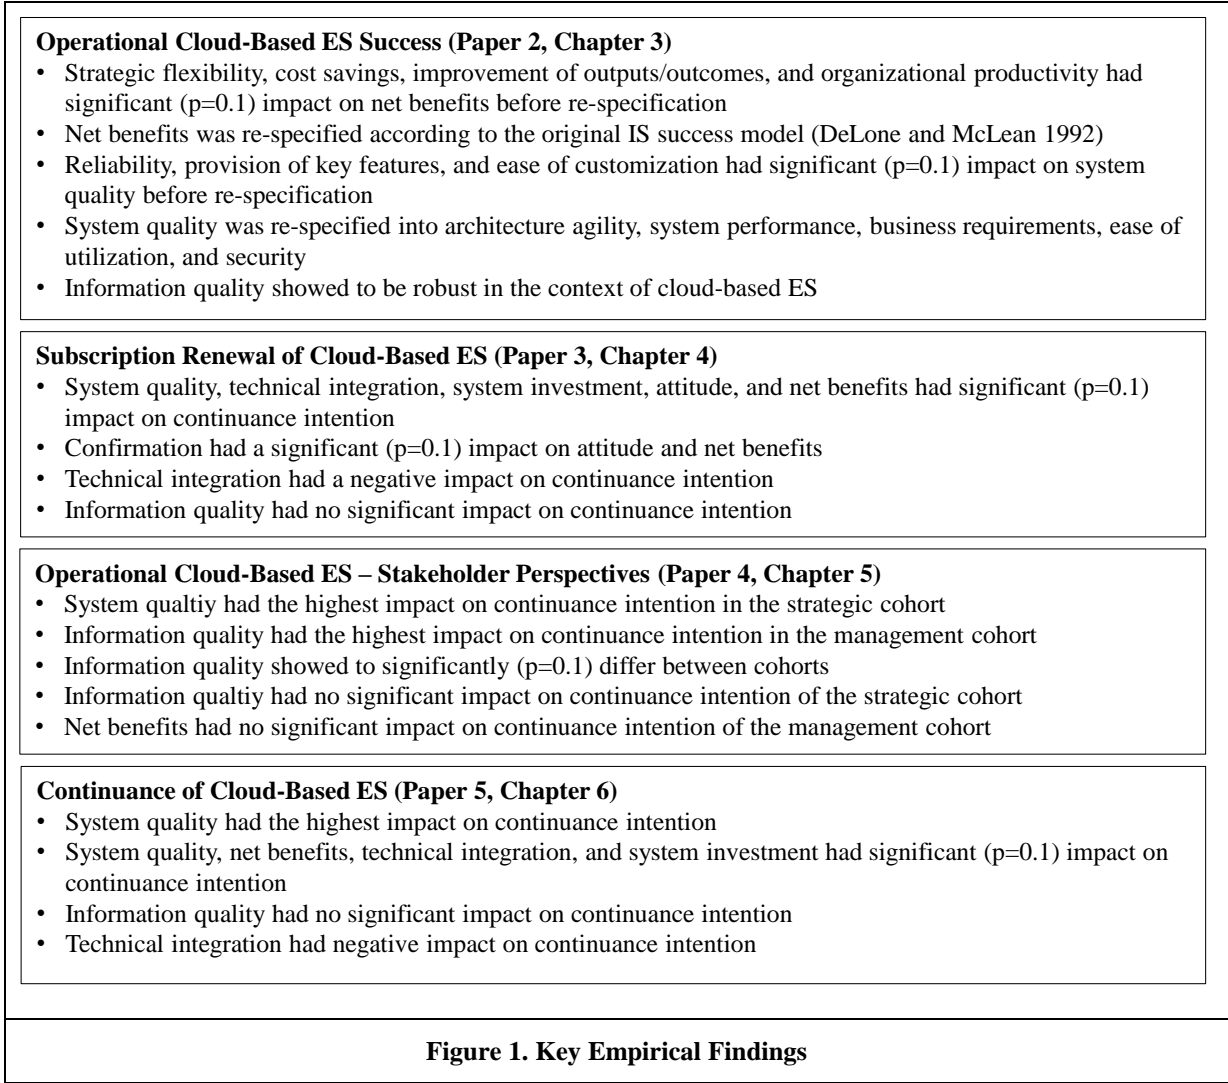 Operational Cloud-Based ES Success (Paper 2, Chapter 3)
• Strategic flexibility, cost savings, improvement of outputs/outcomes, and organizational productivity had
significant (p=0.1) impact on net benefits before re-specification
• Net benefits was re-specified according to the original IS success model (DeLone and McLean 1992)
• Reliability, provision of key features, and ease of customization had significant (p=0.1) impact on system
quality before re-specification
• System quality was re-specified into architecture agility, system performance, business requirements, ease of
utilization, and security
• Information quality showed to be robust in the context of cloud-based ES
Subscription Renewal of Cloud-Based ES (Paper 3, Chapter 4)
• System quality, technical integration, system investment, attitude, and net benefits had significant (p=0.1)
impact on continuance intention
• Confirmation had a significant (p=0.1) impact on attitude and net benefits
• Technical integration had a negative impact on continuance intention
• Information quality had no significant impact on continuance intention
Operational Cloud-Based ES – Stakeholder Perspectives (Paper 4, Chapter 5)
• System qualtiy had the highest impact on continuance intention in the strategic cohort
• Information quality had the highest impact on continuance intention in the management cohort
• Information quality showed to significantly (p=0.1) differ between cohorts
• Information qualtiy had no significant impact on continuance intention of the strategic cohort
• Net benefits had no significant impact on continuance intention of the management cohort
Continuance of Cloud-Based ES (Paper 5, Chapter 6)
• System quality had the highest impact on continuance intention
• System quality, net benefits, technical integration, and system investment had significant (p=0.1) impact on
continuance intention
• Information quality had no significant impact on continuance intention
• Technical integration had negative impact on continuance intention
Figure 1. Key Empirical Findings